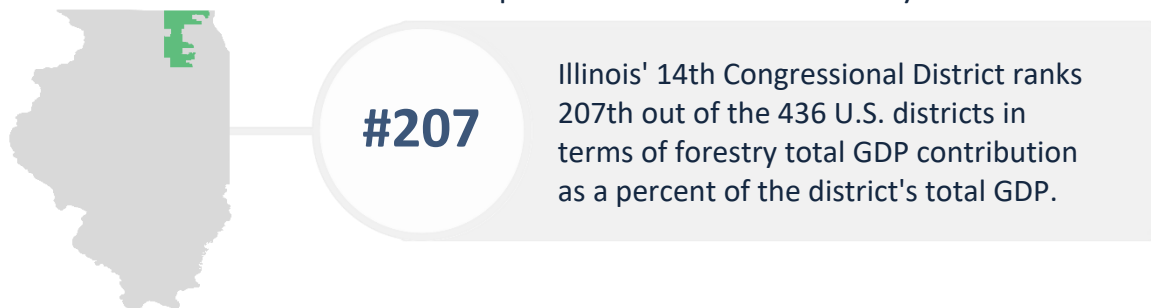 #207
Illinois' 14th Congressional District ranks
207th out of the 436 U.S. districts in
terms of forestry total GDP contribution
as a percent of the district's total GDP.